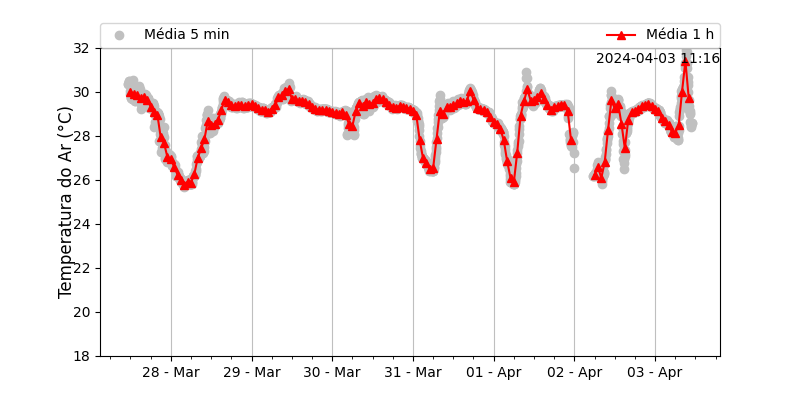 Média 5 min
Média 1 h
2024-04-03 11:16
Temperatura do Ar (°C)
32
30
28
26
24
22
20
18
28 - Mar
29 - Mar
30 - Mar
31 - Mar
01 - Apr
02 - Apr
03 - Apr